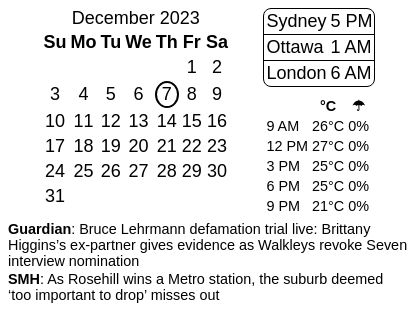 December 2023
Su Mo Tu We Th Fr Sa
1 2
3 4 5 6 7 8 9
10 11 12 13 14 15 16
17 18 19 20 21 22 23
24 25 26 27 28 29 30
31
Sydney 5 PM
Ottawa 1 AM
London 6 AM
°C ☂
9 AM 26°C 0%
12 PM 27°C 0%
3 PM 25°C 0%
6 PM 25°C 0%
9 PM 21°C 0%
Guardian: Bruce Lehrmann defamation trial live: Brittany
Higgins’s ex-partner gives evidence as Walkleys revoke Seven
interview nomination
SMH: As Rosehill wins a Metro station, the suburb deemed
‘too important to drop’ misses out